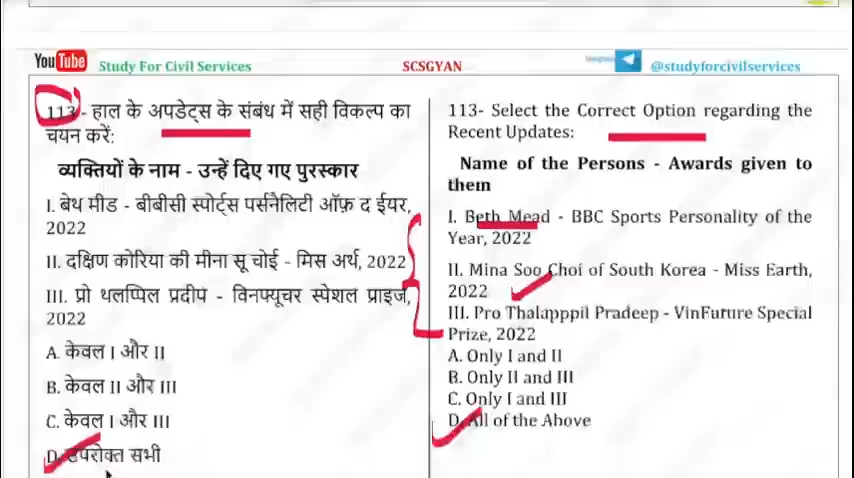 YouTube
Study For Civil Services
SCSGYAN
@studyforcivilservices
113- हाल के अपडेट्स के संबंध में सही विकल्प का
चयन करें:
व्यक्तियों के नाम - उन्हें दिए गए पुरस्कार
I. बेथ मीड - बीबीसी स्पोर्ट्स पर्सनैलिटी ऑफ़ द ईयर,
2022
II. दक्षिण कोरिया की मीना सू चोई - मिस अर्थ, 2022
III. प्रो थलप्पिल प्रदीप - विनफ्यूचर स्पेशल प्राइज,
2022
A. केवल I और II
B. केवल II और III
C. केवल I और III
D. उपरोक्त सभी
113- Select the Correct Option regarding the
Recent Updates:
Name of the Persons - Awards given to
them
I. Beth Mead - BBC Sports Personality of the
Year, 2022
II. Mina Soo Choi of South Korea - Miss Earth,
2022
III. Pro Thalapppil Pradeep - VinFuture Special
Prize, 2022
A. Only I and II
B. Only II and III
C. Only I and III
D. All of the Above